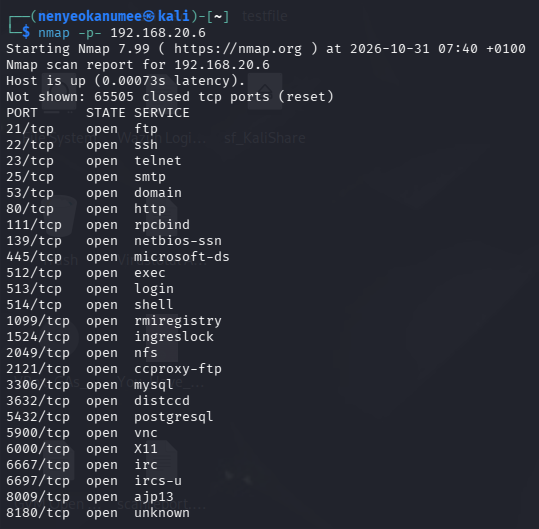 testfile
┌──(nenyeokanumee㉿kali)-[~]
└─$ nmap -p- 192.168.20.6
Starting Nmap 7.99 ( https://nmap.org ) at 2026-10-31 07:40 +0100
Nmap scan report for 192.168.20.6
Host is up (0.00073s latency).
Not shown: 65505 closed tcp ports (reset)
PORT      STATE SERVICE
21/tcp    open  ftp
22/tcp    open  ssh
23/tcp    open  telnet
25/tcp    open  smtp
53/tcp    open  domain
80/tcp    open  http
111/tcp   open  rpcbind
139/tcp   open  netbios-ssn
445/tcp   open  microsoft-ds
512/tcp   open  exec
513/tcp   open  login
514/tcp   open  shell
1099/tcp  open  rmiregistry
1524/tcp  open  ingreslock
2049/tcp  open  nfs
2121/tcp  open  ccproxy-ftp
3306/tcp  open  mysql
3632/tcp  open  distccd
5432/tcp  open  postgresql
5900/tcp  open  vnc
6000/tcp  open  X11
6667/tcp  open  irc
6697/tcp  open  ircs-u
8009/tcp  open  ajp13
8180/tcp  open  unknown
sf_KaliShare